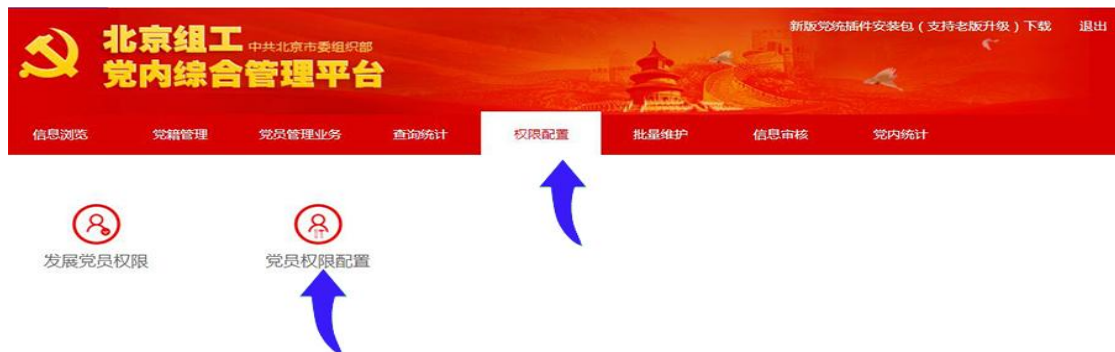 新版党统插件安装包（支持老版升级）下载 退出
北京组工 中共北京市委组织部
党内综合管理平台
信息浏览 党籍管理 党员管理业务 查询统计 权限配置 批量维护 信息审核 党内统计
发展党员权限 党员权限配置